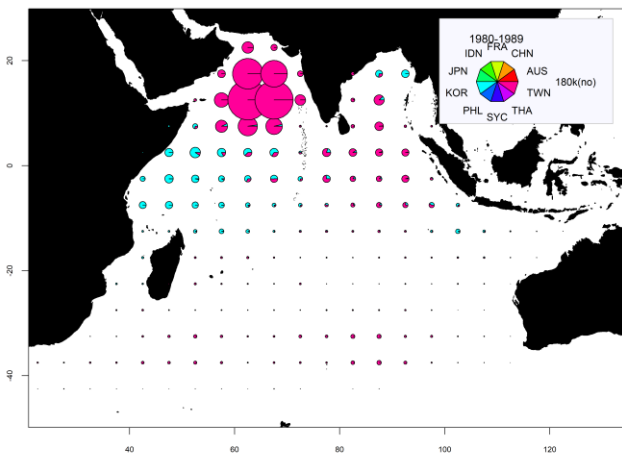 1980-1989
FRA
IDN CHN
JPN AUS
KOR TWN 180k(no)
PHL THA
SYC
20
0
-20
-40
40 60 80 100 120